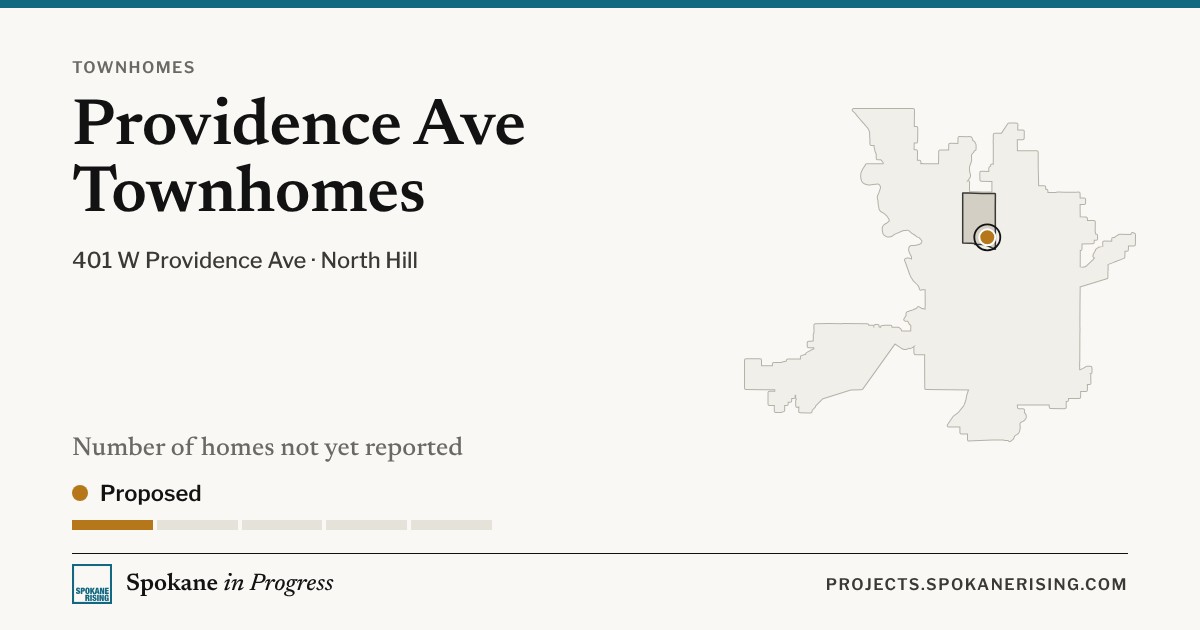 TOWNHOMES
Providence Ave
Townhomes
401 W Providence Ave · North Hill
Number of homes not yet reported
Proposed
SPOKANE
RISING
Spokane in Progress
PROJECTS.SPOKANERISING.COM